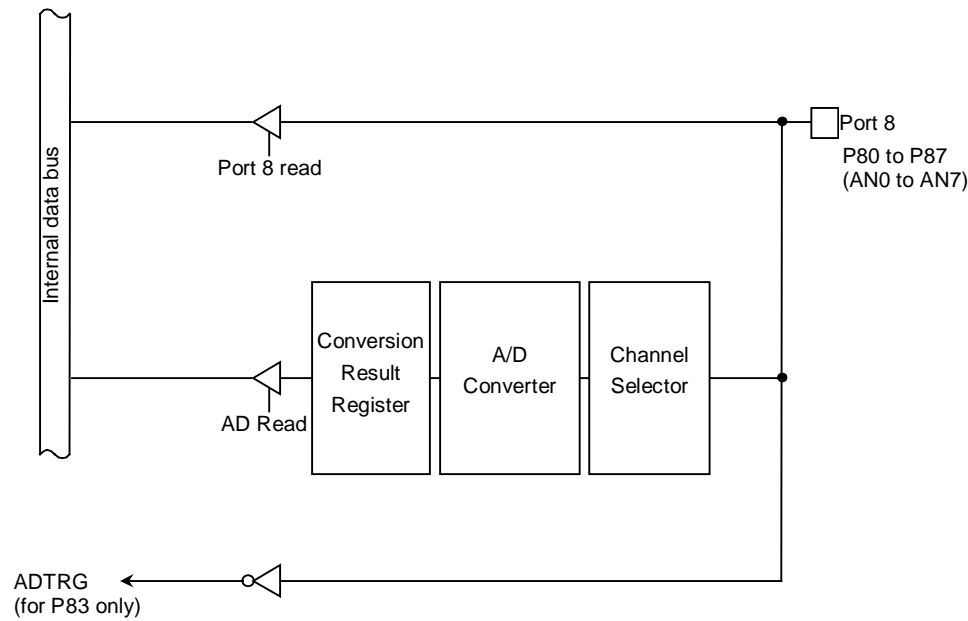 Internal data bus
Port 8 read
Port 8
P80 to P87
(AN0 to AN7)
Conversion
Result
Register
A/D
Converter
Channel
Selector
AD Read
ADTRG
(for P83 only)